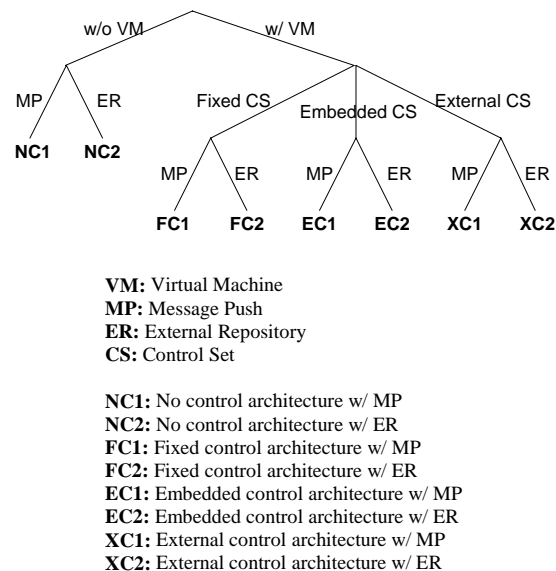 w/o VM w/ VM
MP ER Fixed CS Embedded CS External CS
NC1 NC2
MP ER MP ER MP ER
FC1 FC2 EC1 EC2 XC1 XC2
VM: Virtual Machine
MP: Message Push
ER: External Repository
CS: Control Set
NC1: No control architecture w/ MP
NC2: No control architecture w/ ER
FC1: Fixed control architecture w/ MP
FC2: Fixed control architecture w/ ER
EC1: Embedded control architecture w/ MP
EC2: Embedded control architecture w/ ER
XC1: External control architecture w/ MP
XC2: External control architecture w/ ER